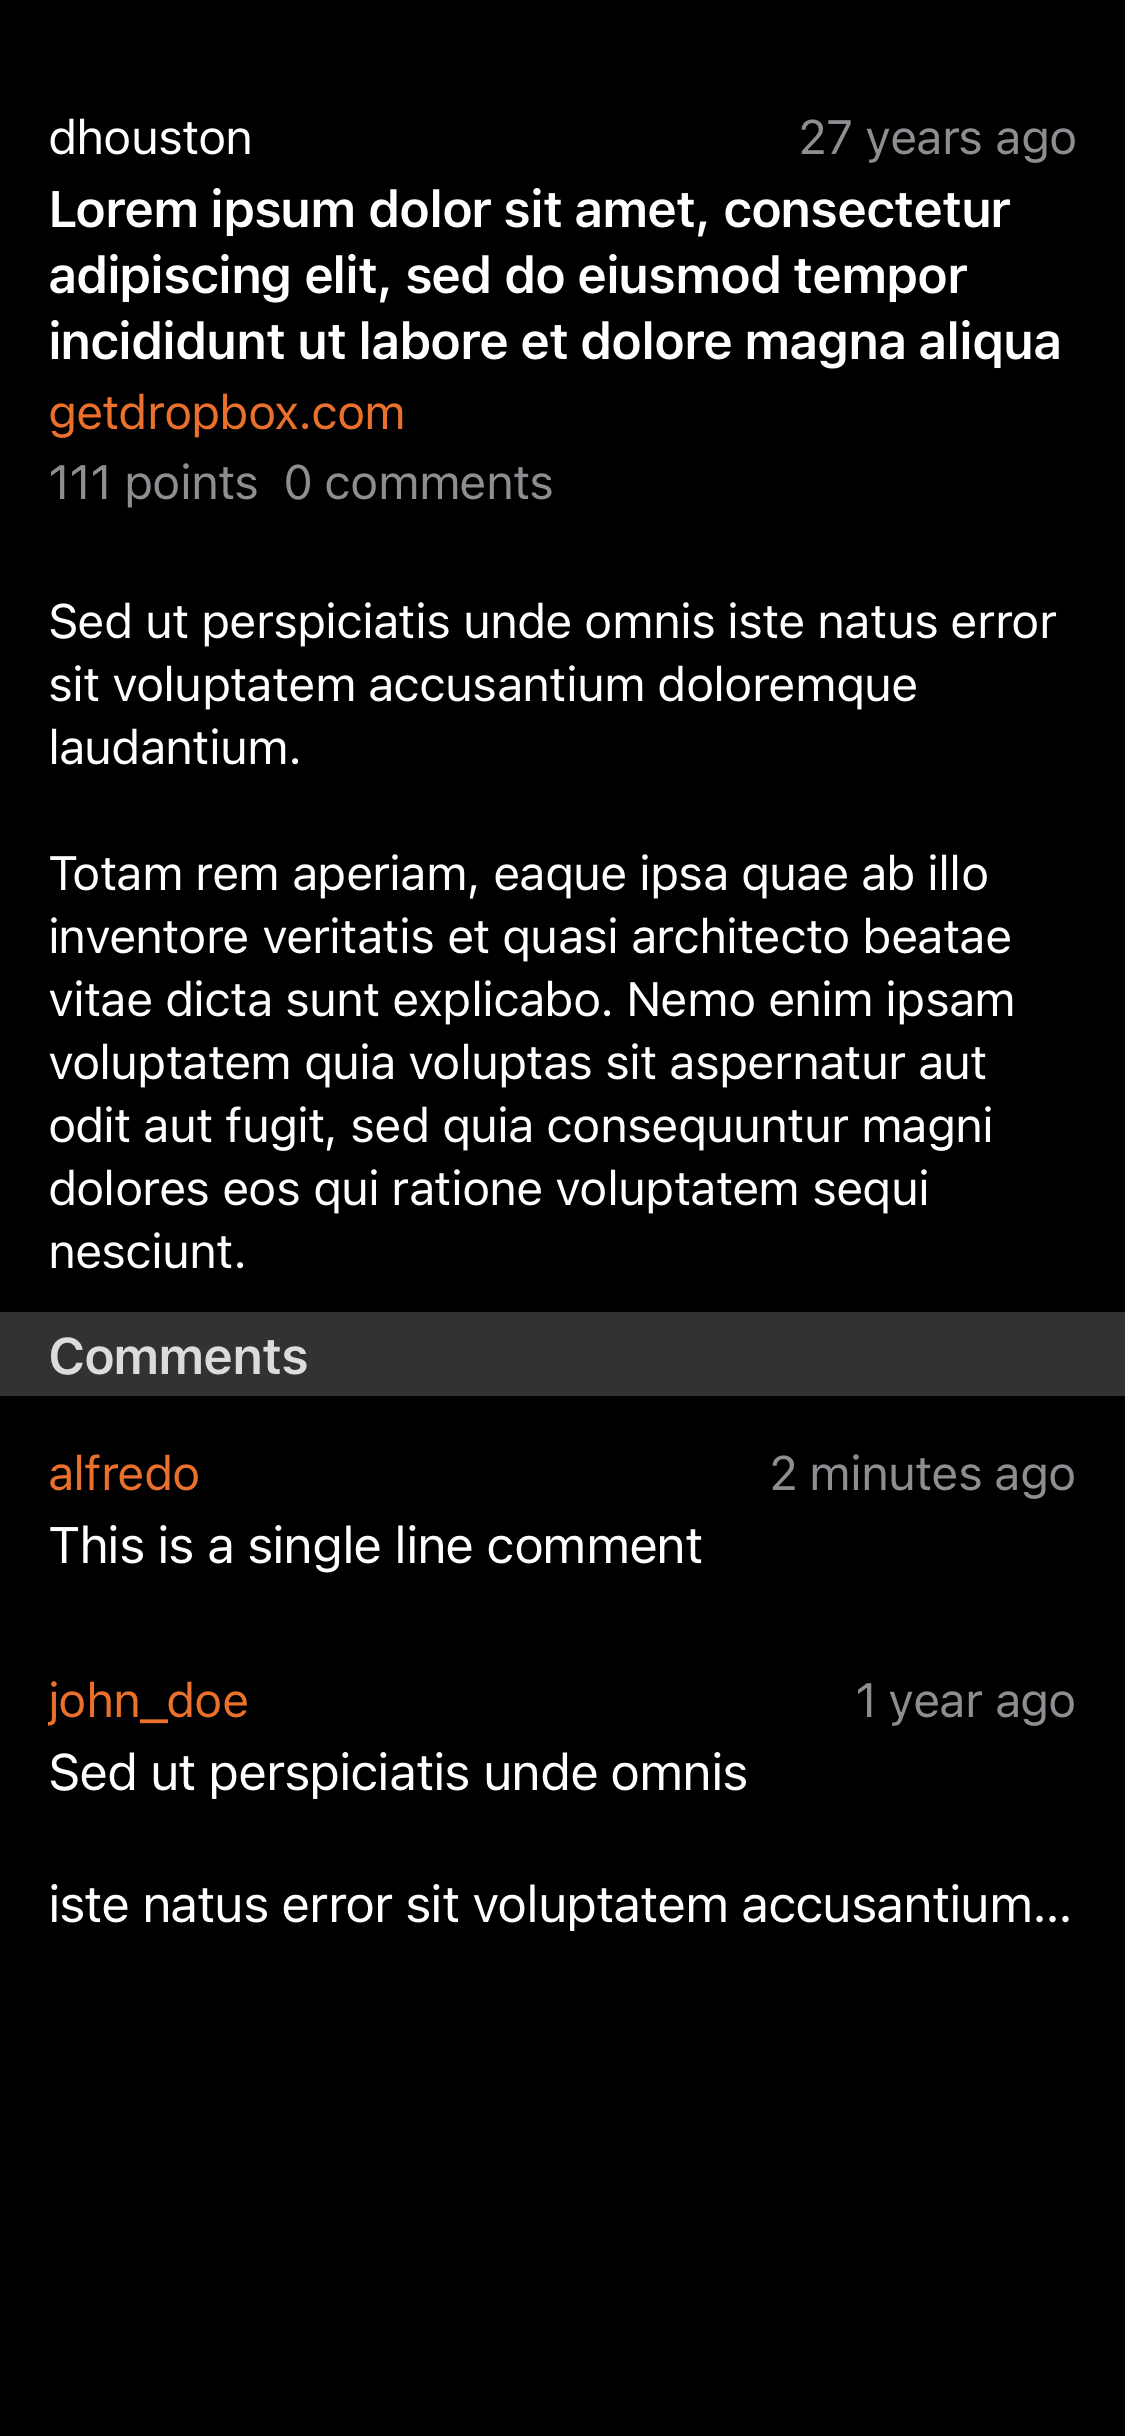 dhouston 27 years ago
Lorem ipsum dolor sit amet, consectetur
adipiscing elit, sed do eiusmod tempor
incididunt ut labore et dolore magna aliqua
getdropbox.com
111 points 0 comments
Sed ut perspiciatis unde omnis iste natus error
sit voluptatem accusantium doloremque
laudantium.
Totam rem aperiam, eaque ipsa quae ab illo
inventore veritatis et quasi architecto beatae
vitae dicta sunt explicabo. Nemo enim ipsam
voluptatem quia voluptas sit aspernatur aut
odit aut fugit, sed quia consequuntur magni
dolores eos qui ratione voluptatem sequi
nesciunt.
Comments
alfredo 2 minutes ago
This is a single line comment
john_doe 1 year ago
Sed ut perspiciatis unde omnis
iste natus error sit voluptatem accusantium...